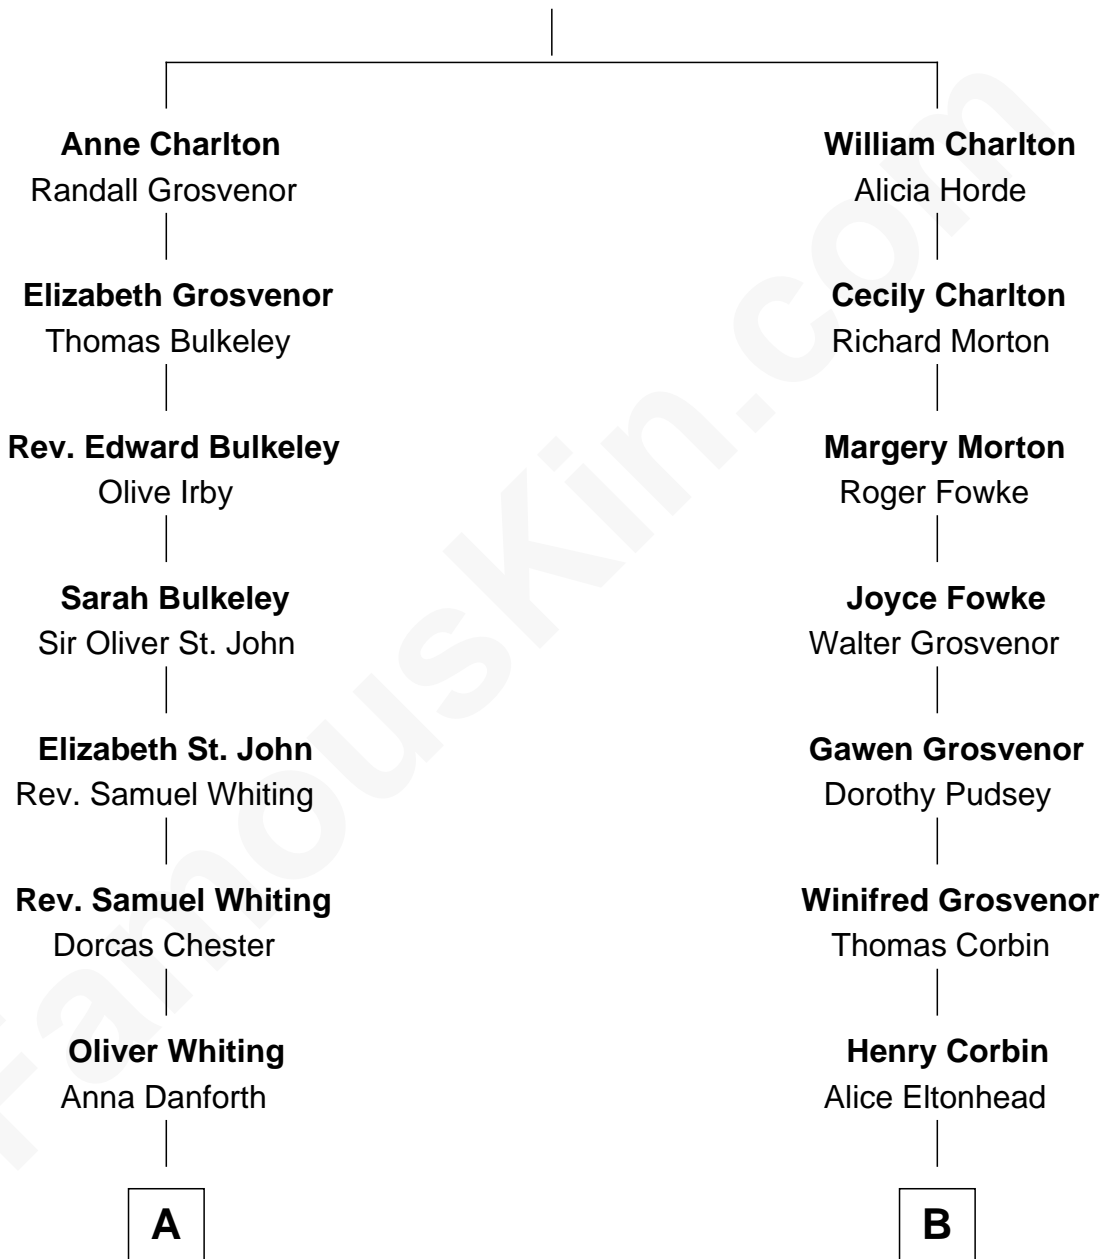 Anne Charlton
Randall Grosvenor
Elizabeth Grosvenor
Thomas Bulkeley
Rev. Edward Bulkeley
Olive Irby
Sarah Bulkeley
Sir Oliver St. John
Elizabeth St. John
Rev. Samuel Whiting
Rev. Samuel Whiting
Dorcas Chester
Oliver Whiting
Anna Danforth
A
William Charlton
Alicia Horde
Cecily Charlton
Richard Morton
Margery Morton
Roger Fowke
Joyce Fowke
Walter Grosvenor
Gawen Grosvenor
Dorothy Pudsey
Winifred Grosvenor
Thomas Corbin
Henry Corbin
Alice Eltonhead
B
FamousKin.com